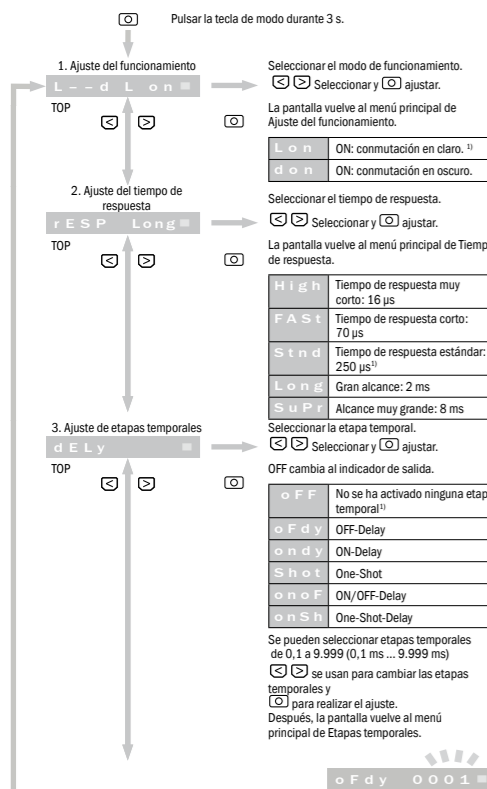 Pulsar la tecla de modo durante 3 s.
1. Ajuste del funcionamiento
L - - d L on
TOP
Seleccionar el modo de funcionamiento.
Seleccionar y ajustar.
La pantalla vuelve al menú principal de
Ajuste del funcionamiento.
L o n ON: conmutación en claro. 1)
d o n ON: conmutación en oscuro.
2. Ajuste del tiempo de
respuesta
r E S P Long
TOP
Seleccionar el tiempo de respuesta.
Seleccionar y ajustar.
La pantalla vuelve al menú principal de Tiemp
de respuesta.
H i g h Tiempo de respuesta muy
corto: 16 µs
F A S t Tiempo de respuesta corto:
70 µs
S t n d Tiempo de respuesta estándar:
250 µs1)
L o n g Gran alcance: 2 ms
S u P r Alcance muy grande: 8 ms
3. Ajuste de etapas temporales
d E L y
TOP
Seleccionar la etapa temporal.
Seleccionar y ajustar.
OFF cambia al indicador de salida.
o F F No se ha activado ninguna etap
temporal1)
o F d y OFF-Delay
o n d y ON-Delay
S h o t One-Shot
o n o F ON/OFF-Delay
o n S h One-Shot-Delay
Se pueden seleccionar etapas temporales
de 0,1 a 9.999 (0,1 ms ... 9.999 ms)
se usan para cambiar las etapas
temporales y
para realizar el ajuste.
Después, la pantalla vuelve al menú
principal de Etapas temporales.
o F d y 0 0 0 1